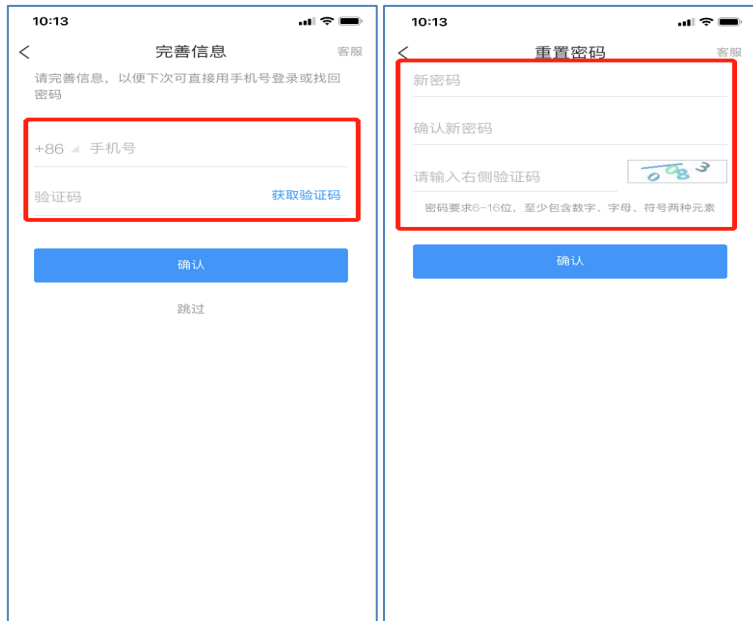 10:13
完善信息
客服
请完善信息，以便下次可直接用手机号登录或找回
密码
+86 手机号
验证码
获取验证码
确认
跳过
10:13
重置密码
客服
新密码
确认新密码
请输入右侧验证码
0083
密码要求6-16位，至少包含数字、字母、符号两种元素
确认